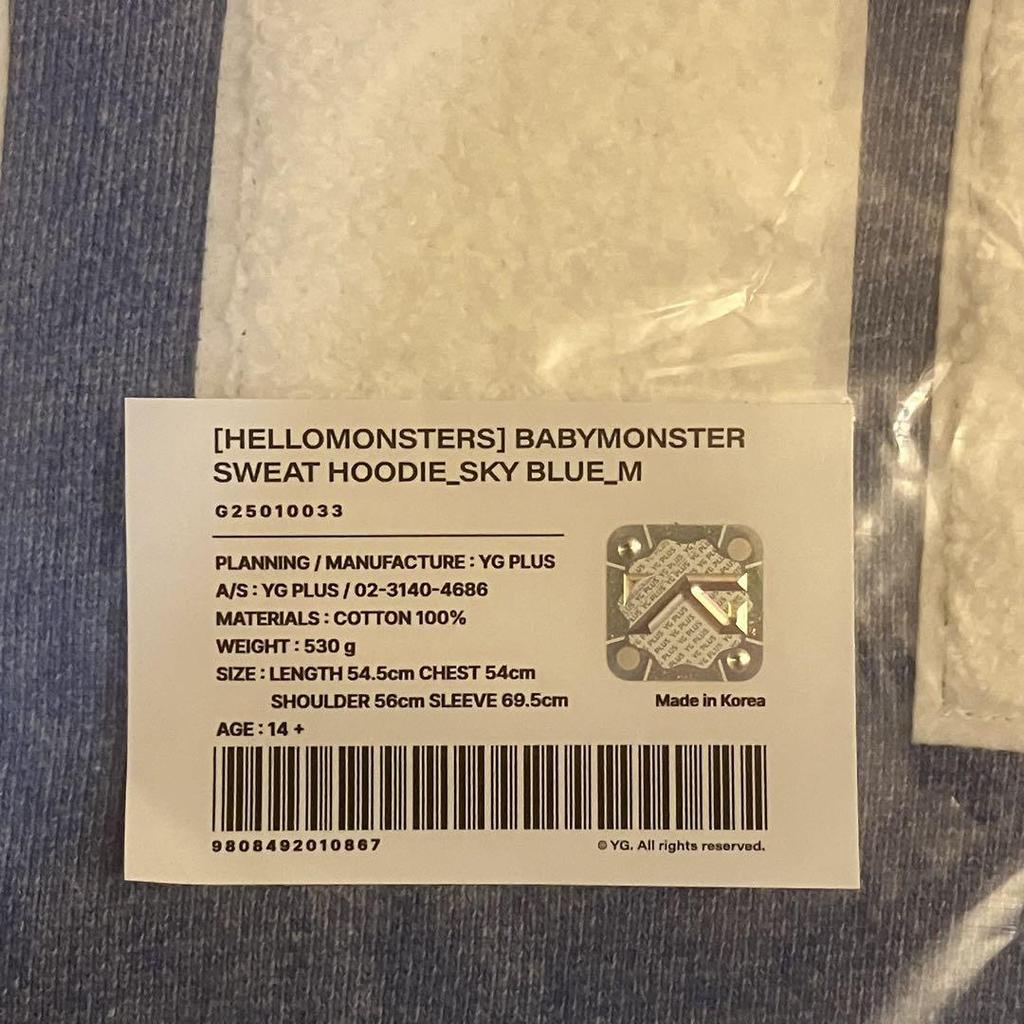 [HELLOMONSTERS] BABYMONSTER
SWEAT HOODIE_SKY BLUE_M
G25010033
PLANNING / MANUFACTURE : YG PLUS
A/S : YG PLUS / 02-3140-4686
MATERIALS : COTTON 100%
WEIGHT : 530 g
SIZE : LENGTH 54.5cm CHEST 54cm
SHOULDER 56cm SLEEVE 69.5cm
Made in Korea
AGE : 14 +
9808492010867
© YG. All rights reserved.